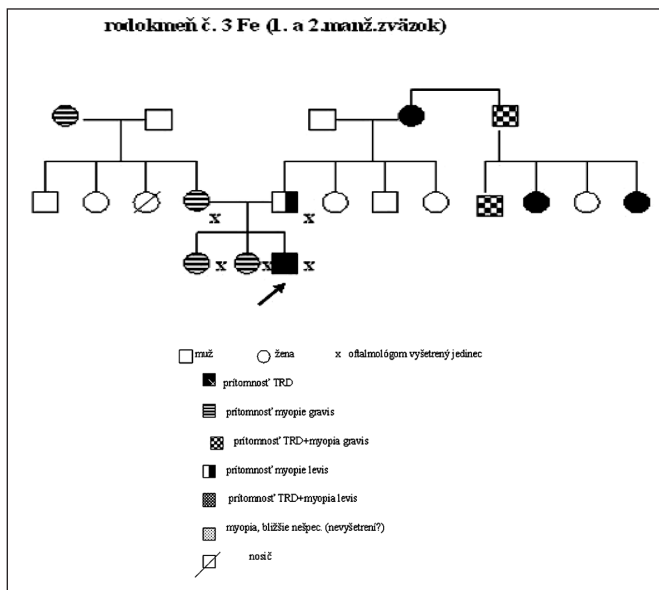 rodokmeň č. 3 Fe (1. a 2.manž.zväzok)
x x
x x x
muž žena x oftalmológom vyšetrený jedinec
prítomnosť TRD
prítomnosť myopie gravis
prítomnosť TRD+myopia gravis
prítomnosť myopie levis
prítomnosť TRD+myopia levis
myopia, bližšie nešpec. (nevyšetrení?)
nosič